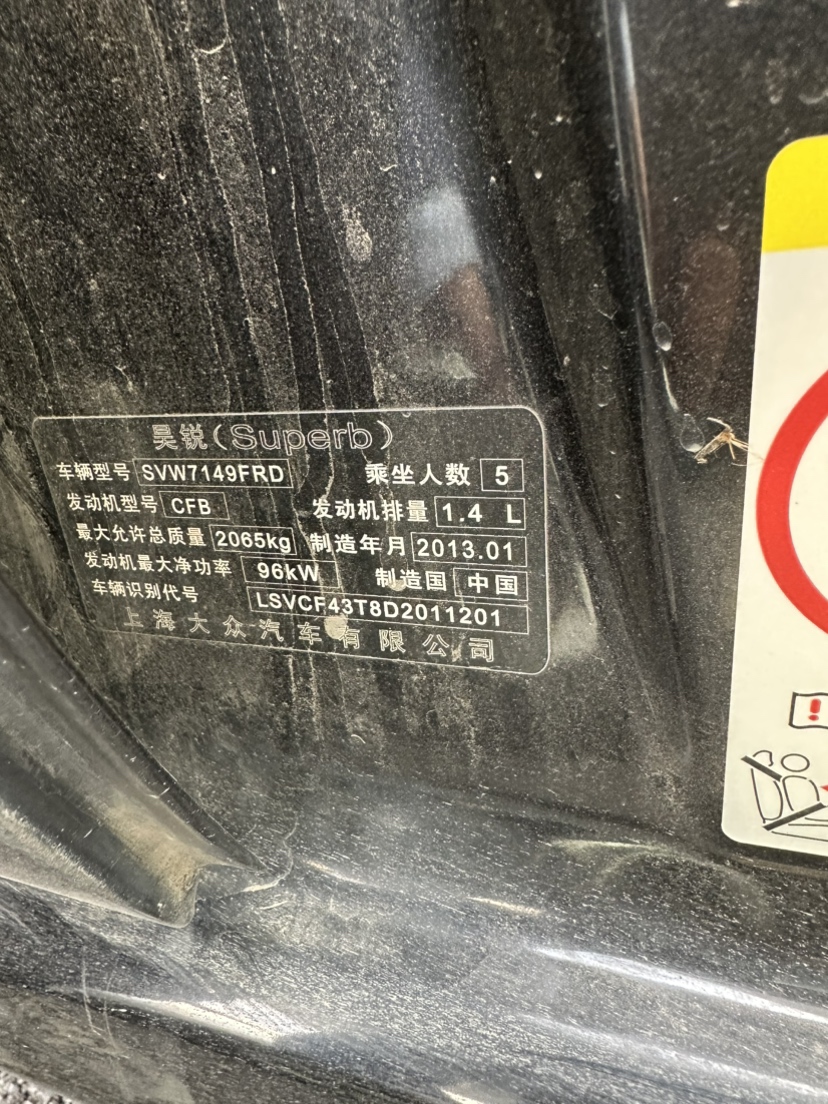 昊锐(Superb)
车辆型号 SVW7149FRD 乘坐人数 5
发动机型号 CFB 发动机排量 1.4 L
最大允许总质量 2065kg 制造年月 2013.01
发动机最大净功率 96kW 制造国 中国
车辆识别代号 LSVCF43T8D2011201
上海大众汽车有限公司
!